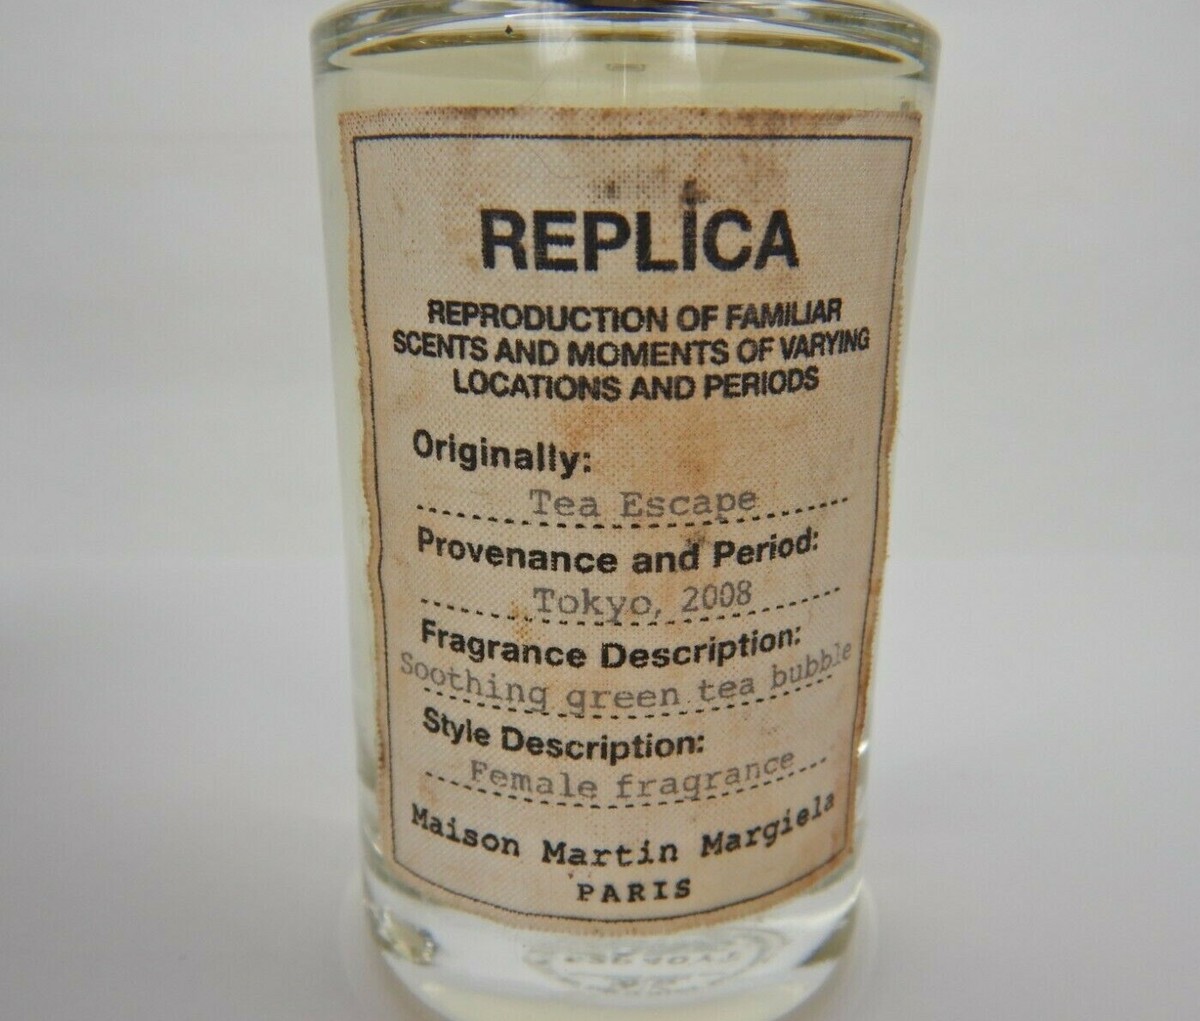 REPLICA
REPRODUCTION OF FAMILIAR
SCENTS AND MOMENTS OF VARYING
LOCATIONS AND PERIODS
Originally:
Tea Escape
Provenance and Period:
Tokyo, 2008
Fragrance Description:
Soothing green tea bubble
Style Description:
Female fragrance
Maison Martin Margiela
PARIS